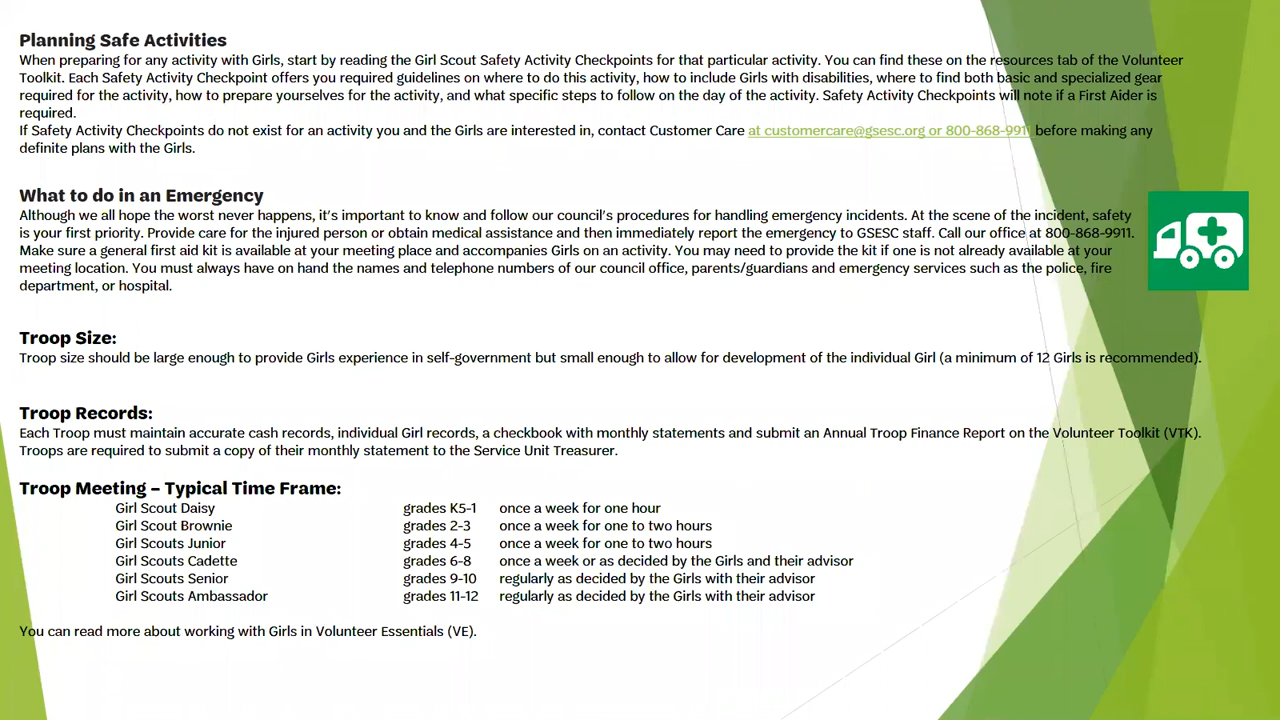 Planning Safe Activities
When preparing for any activity with Girls, start by reading the Girl Scout Safety Activity Checkpoints for that particular activity. You can find these on the resources tab of the Volunteer
Toolkit. Each Safety Activity Checkpoint offers you required guidelines on where to do this activity, how to include Girls with disabilities, where to find both basic and specialized gear
required for the activity, how to prepare yourselves for the activity, and what specific steps to follow on the day of the activity. Safety Activity Checkpoints will note if a First Aider is
required.
If Safety Activity Checkpoints do not exist for an activity you and the Girls are interested in, contact Customer Care at customercare@gsesc.org or 800-868-991 before making any
definite plans with the Girls.
What to do in an Emergency
Although we all hope the worst never happens, it's important to know and follow our council's procedures for handling emergency incidents. At the scene of the incident, safety
is your first priority. Provide care for the injured person or obtain medical assistance and then immediately report the emergency to GSESC staff. Call our office at 800-868-9911.
Make sure a general first aid kit is available at your meeting place and accompanies Girls on an activity. You may need to provide the kit if one is not already available at your
meeting location. You must always have on hand the names and telephone numbers of our council office, parents/guardians and emergency services such as the police, fire
department, or hospital.
Troop Size:
Troop size should be large enough to provide Girls experience in self-government but small enough to allow for development of the individual Girl (a minimum of 12 Girls is recommended).
Troop Records:
Each Troop must maintain accurate cash records, individual Girl records, a checkbook with monthly statements and submit an Annual Troop Finance Report on the Volunteer Toolkit (VTK).
Troops are required to submit a copy of their monthly statement to the Service Unit Treasurer.
Troop Meeting – Typical Time Frame:
Girl Scout Daisy grades K5-1 once a week for one hour
Girl Scout Brownie grades 2-3 once a week for one to two hours
Girl Scouts Junior grades 4-5 once a week for one to two hours
Girl Scouts Cadette grades 6-8 once a week or as decided by the Girls and their advisor
Girl Scouts Senior grades 9-10 regularly as decided by the Girls with their advisor
Girl Scouts Ambassador grades 11-12 regularly as decided by the Girls with their advisor
You can read more about working with Girls in Volunteer Essentials (VE).